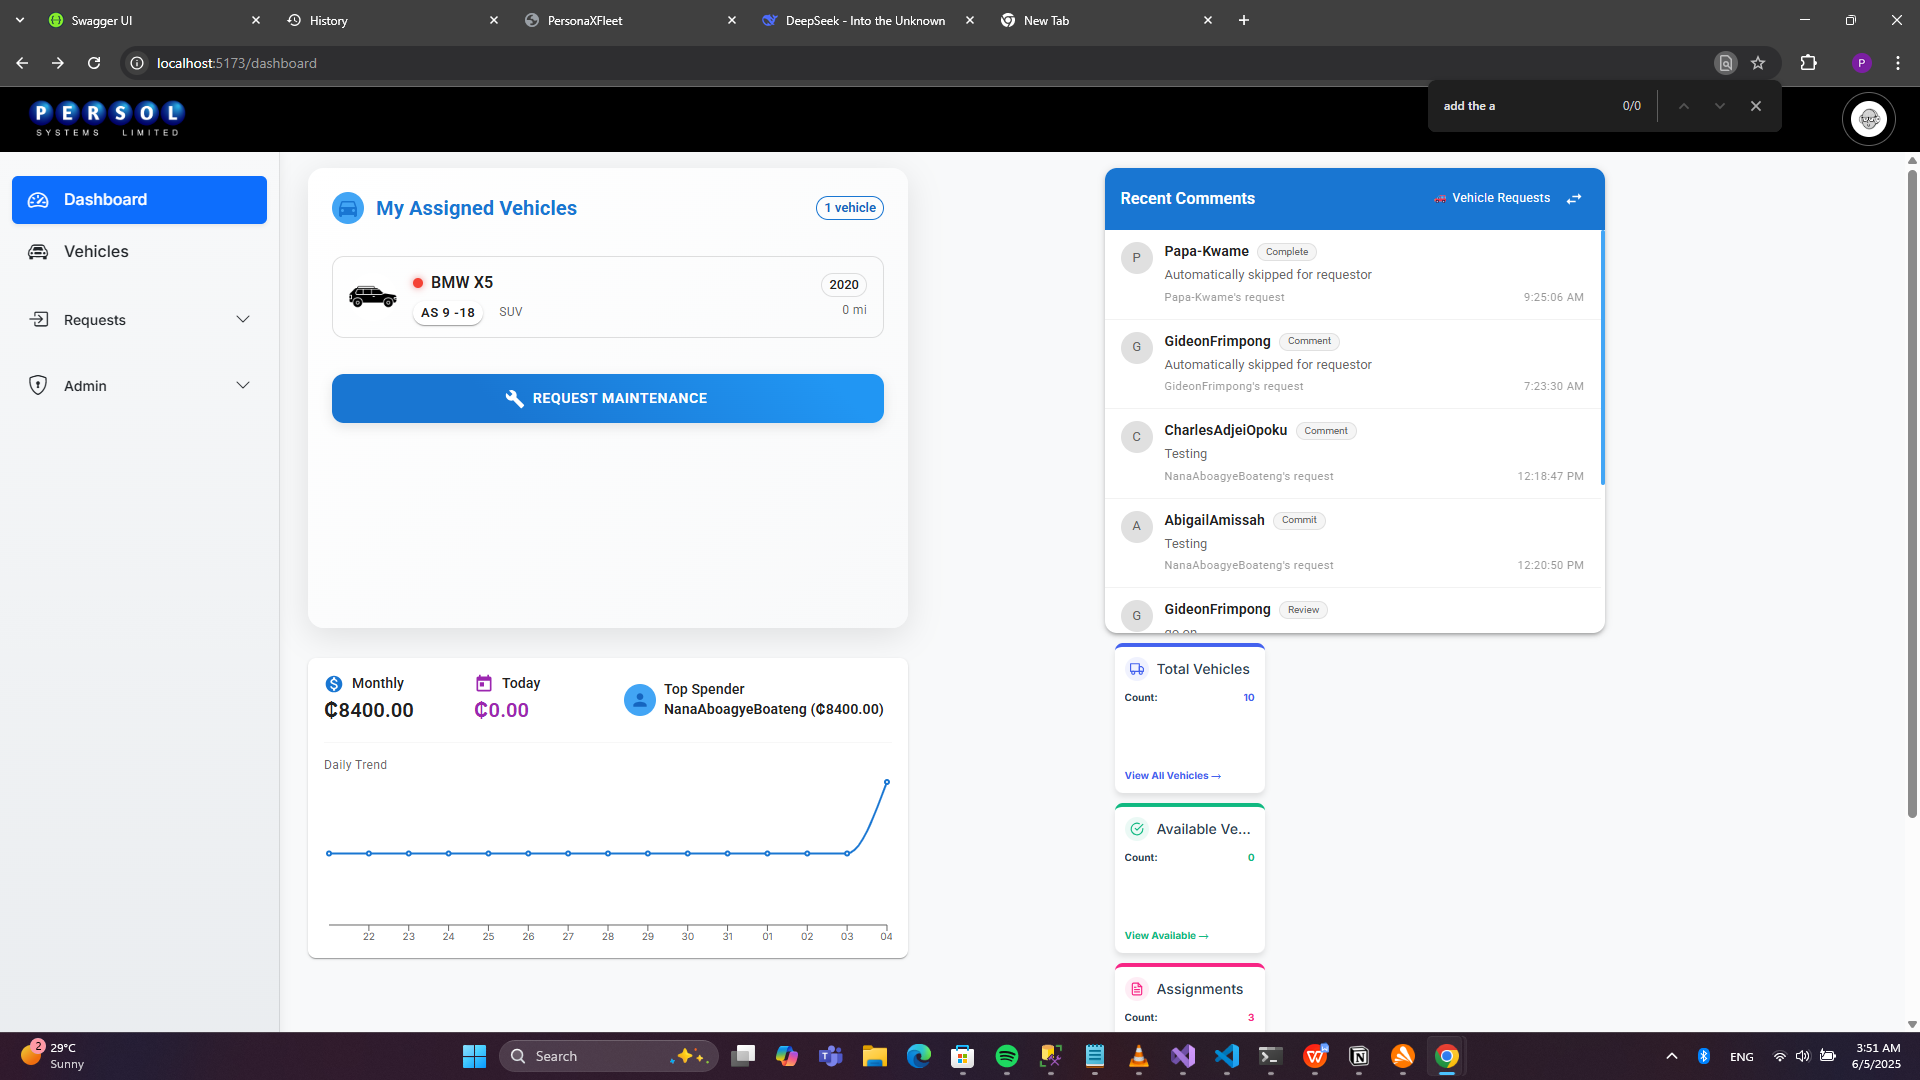 Swagger UI
History
PersonaXFleet
DeepSeek - Into the Unknown
New Tab
localhost:5173/dashboard
P
add the a
0/0
PERSOL
SYSTEMS LIMITED
Dashboard
Vehicles
Requests
Admin
My Assigned Vehicles
1 vehicle
BMW X5
2020
AS 9 -18
SUV
0 mi
REQUEST MAINTENANCE
Monthly
₵8400.00
Today
₵0.00
Top Spender
NanaAboagyeBoateng (₵8400.00)
Daily Trend
22 23 24 25 26 27 28 29 30 31 01 02 03 04
Recent Comments
Vehicle Requests
P
Papa-Kwame
Complete
Automatically skipped for requestor
Papa-Kwame's request
9:25:06 AM
G
GideonFrimpong
Comment
Automatically skipped for requestor
GideonFrimpong's request
7:23:30 AM
C
CharlesAdjeiOpoku
Comment
Testing
NanaAboagyeBoateng's request
12:18:47 PM
A
AbigailAmissah
Commit
Testing
NanaAboagyeBoateng's request
12:20:50 PM
G
GideonFrimpong
Review
go on
Total Vehicles
Count:
10
View All Vehicles →
Available Ve...
Count:
0
View Available →
Assignments
Count:
3
2
29°C
Sunny
Search
ENG
3:51 AM
6/5/2025